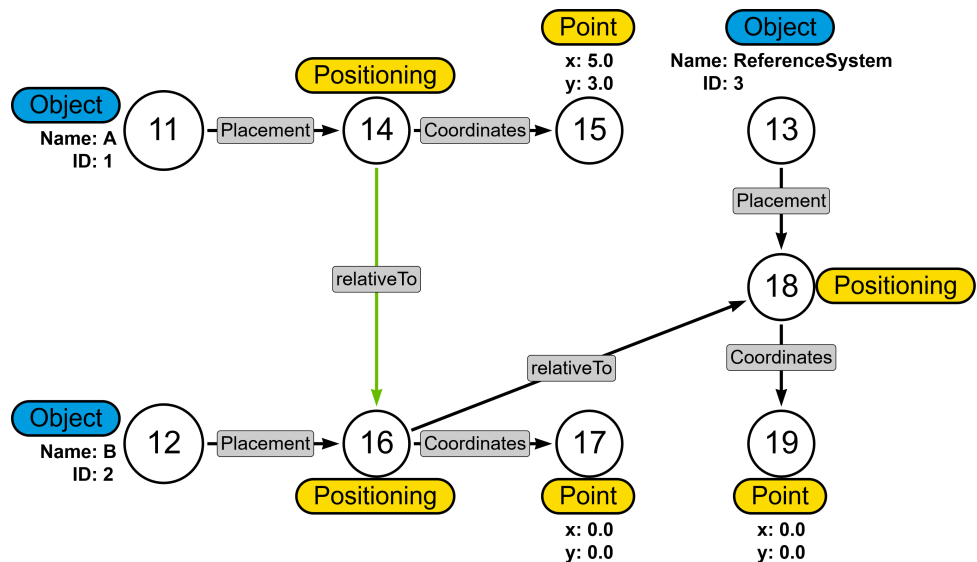 Point
Object
x: 5.0
y: 3.0
Name: ReferenceSystem
ID: 3
Positioning
Object
Name: A
ID: 1
11
Placement
14
Coordinates
15
13
Placement
relativeTo
18
Positioning
relativeTo
Coordinates
Object
Name: B
ID: 2
12
Placement
16
Coordinates
17
19
Positioning
Point
Point
x: 0.0
y: 0.0
x: 0.0
y: 0.0